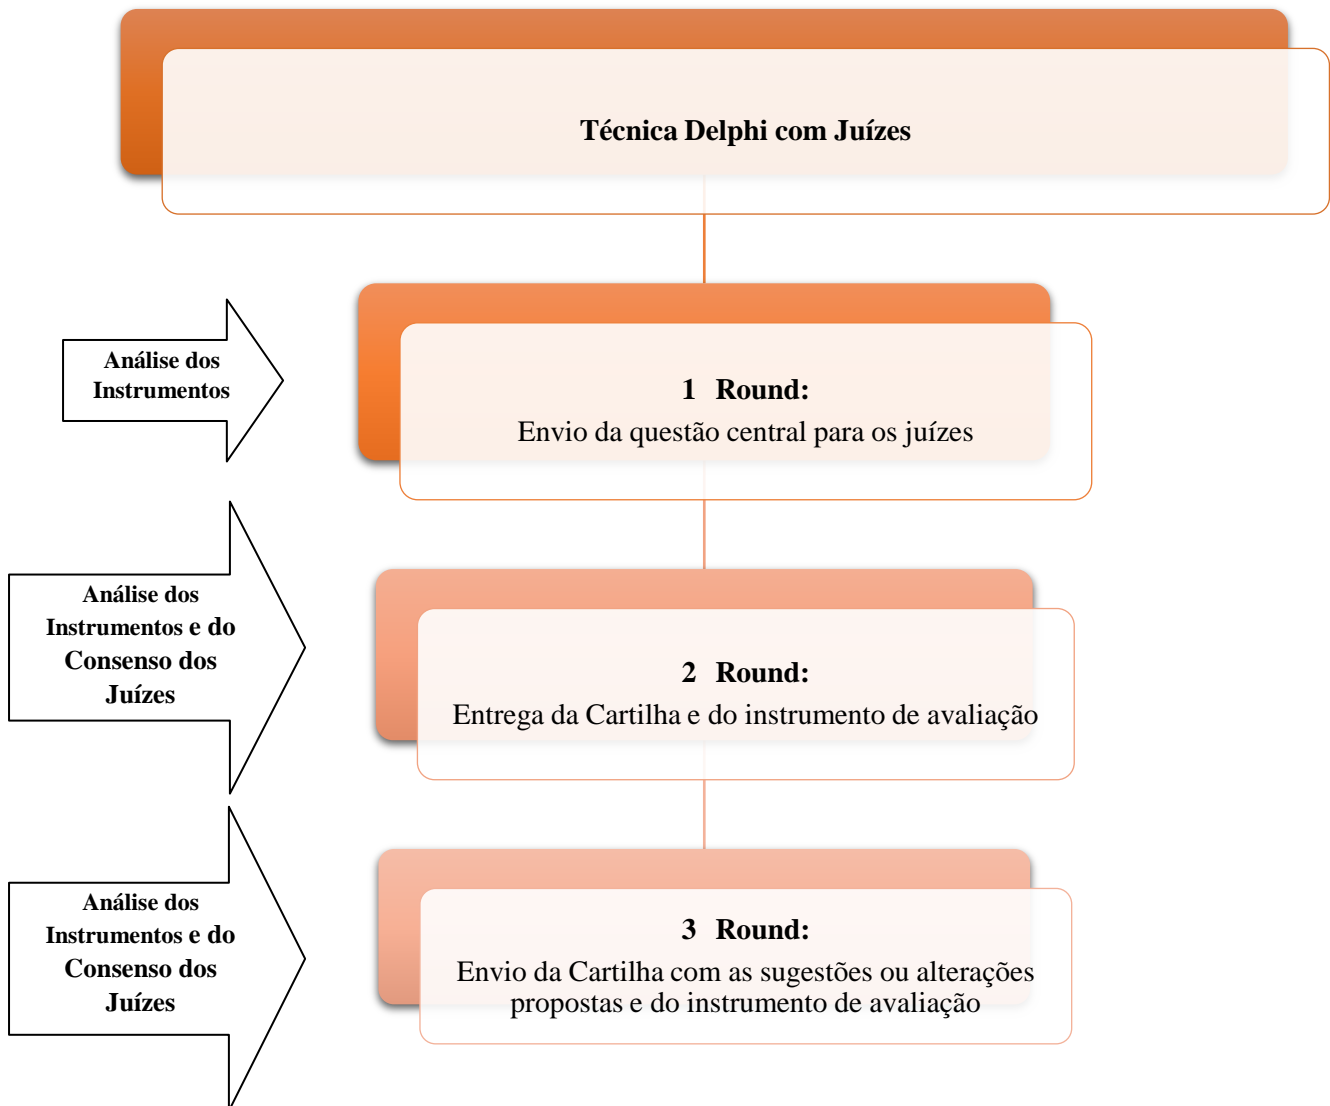 Técnica Delphi com Juízes
Análise dos
Instrumentos
1 Round:
Envio da questão central para os juízes
Análise dos
Instrumentos e do
Consenso dos
Juízes
2 Round:
Entrega da Cartilha e do instrumento de avaliação
Análise dos
Instrumentos e do
Consenso dos
Juízes
3 Round:
Envio da Cartilha com as sugestões ou alterações
propostas e do instrumento de avaliação